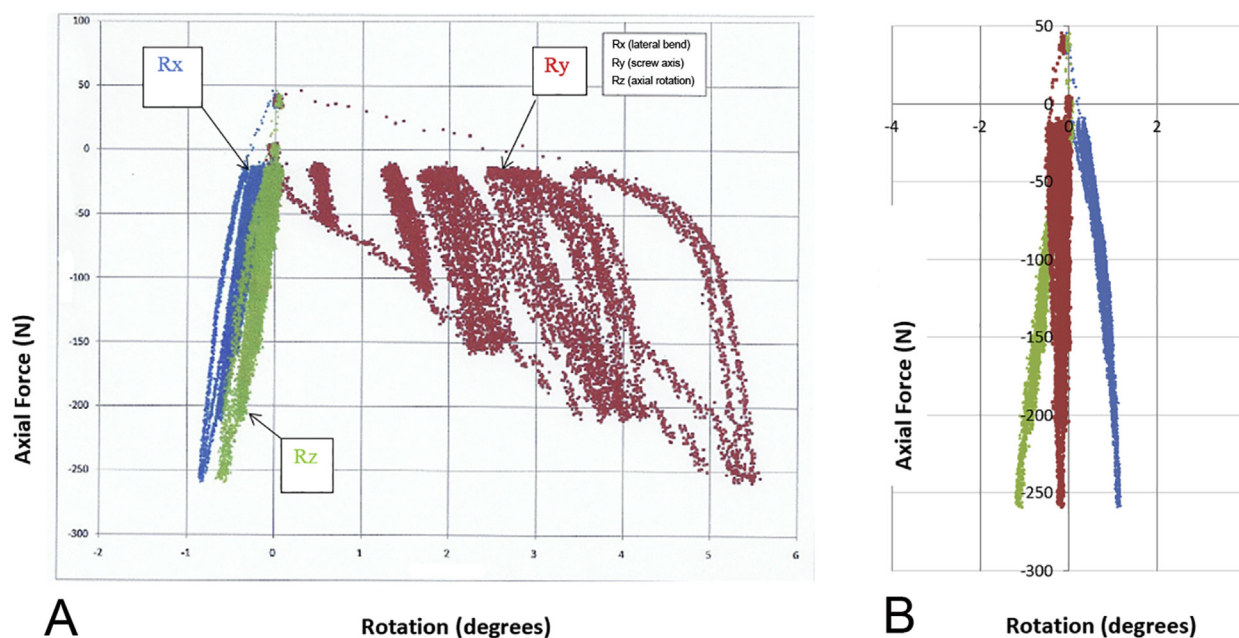 100
50
0
-50
-100
-150
-200
-250
-300
-2
-1
0
1
2
3
4
5
6
Axial Force (N)
Rx
Ry
Rz
Rx (lateral bend)
Ry (screw axis)
Rz (axial rotation)
A
Rotation (degrees)
50
0
-50
-100
-150
-200
-250
-300
-4
-2
0
2
Axial Force (N)
B
Rotation (degrees)